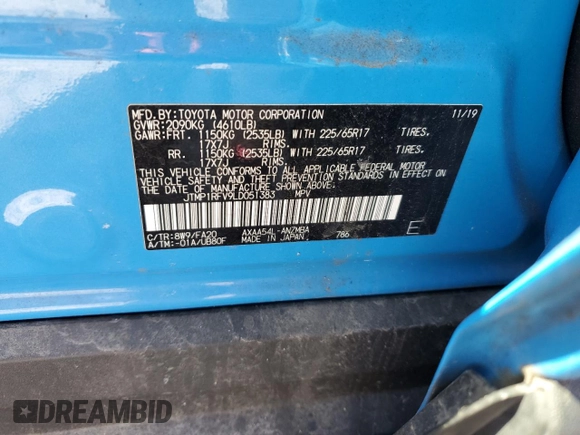 MFD.BY:TOYOTA MOTOR CORPORATION 11/19
GVWR:2090KG (4610LB)
GAWR:FRT. 1150KG (2535LB) WITH 225/65R17 TIRES.
17X7J RIMS.
RR. 1150KG (2535LB) WITH 225/65R17 TIRES.
17X7J RIMS.
THIS VEHICLE CONFORMS TO ALL APPLICABLE FEDERAL MOTOR
VEHICLE SAFETY AND THEFT PREVENTION STANDARDS IN EFFECT ON
THE DATE OF MANUFACTURE SHOWN ABOVE.
JTMP1RFV9LD051383 MPV
C/TR:8W9/FA20 AXAA54L-ANZMBA 786
A/TM:-01A/UB80F MADE IN JAPAN. E
DREAMBID